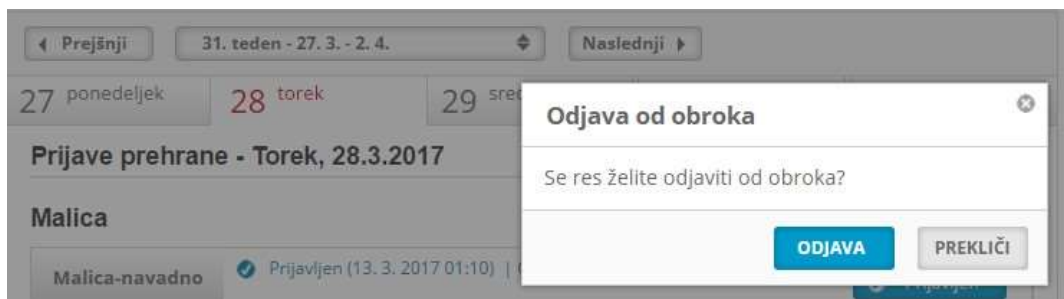 Prejšnji 31. teden - 27. 3. - 2. 4. Naslednji
27 ponedeljek 28 torek 29
Odjava od obroka
Prijave prehrane - Torek, 28.3.2017
Se res želite odjaviti od obroka?
Malica
ODJAVA PREKLIČI
Malica-navadno Prijavljen (13. 3. 2017 01:10) |